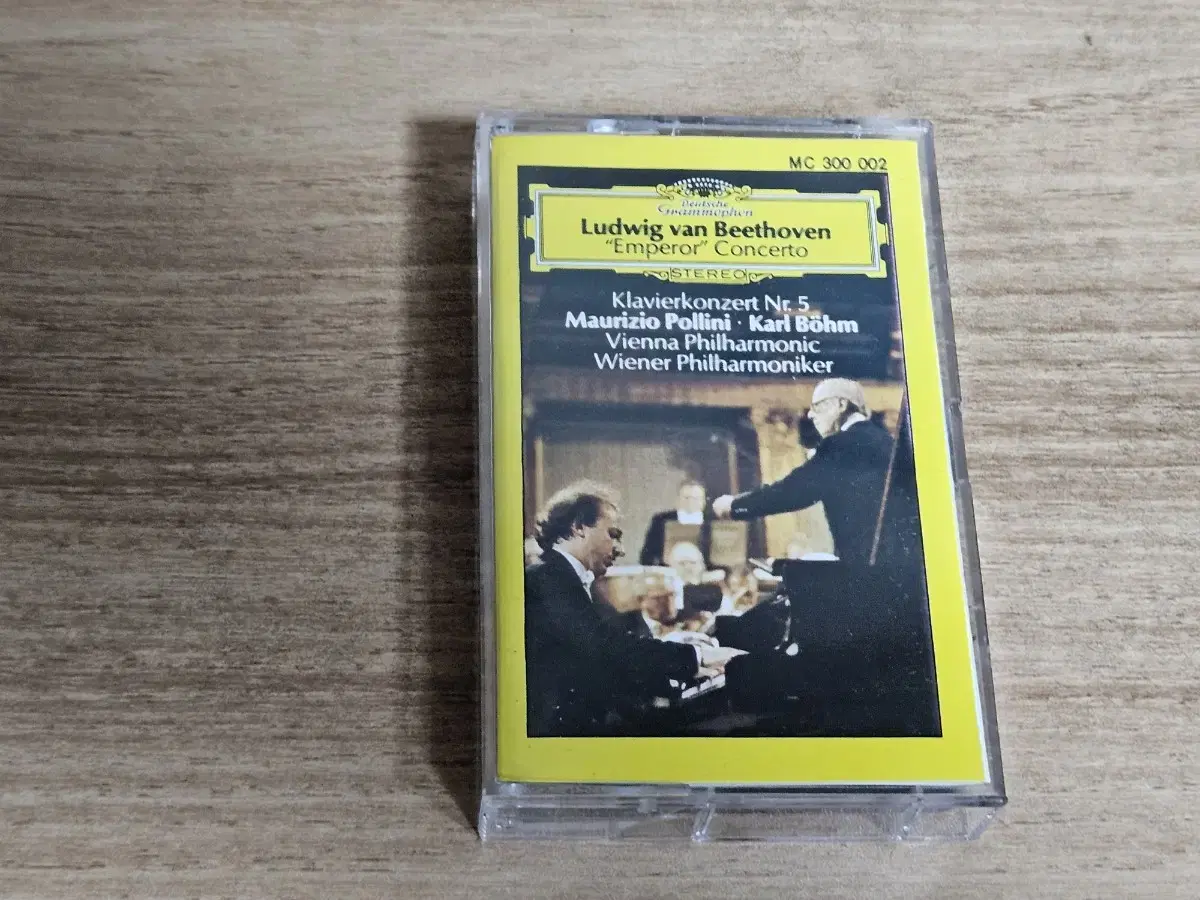 MC 300 002
Deutsche
Grammophon
Ludwig van Beethoven
“Emperor” Concerto
STEREO
Klavierkonzert Nr. 5
Maurizio Pollini · Karl Böhm
Vienna Philharmonic
Wiener Philharmoniker